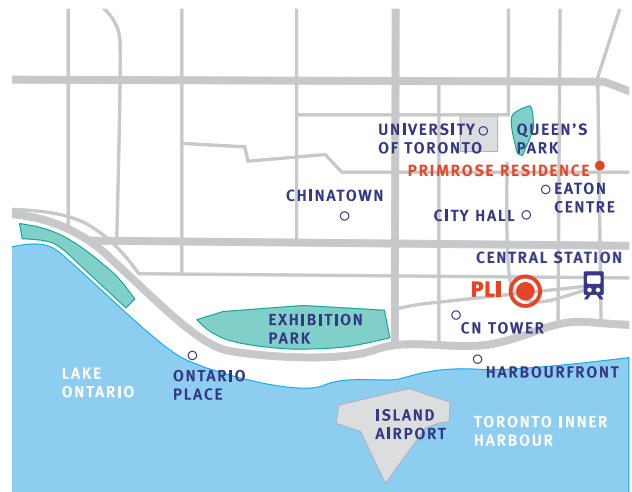 UNIVERSITY
OF TORONTO
QUEEN'S
PARK
PRIMROSE RESIDENCE
CHINATOWN
EATON
CENTRE
CITY HALL
CENTRAL STATION
PLI
EXHIBITION
PARK
CN TOWER
HARBOURFRONT
LAKE
ONTARIO
ONTARIO
PLACE
ISLAND
AIRPORT
TORONTO INNER
HARBOUR